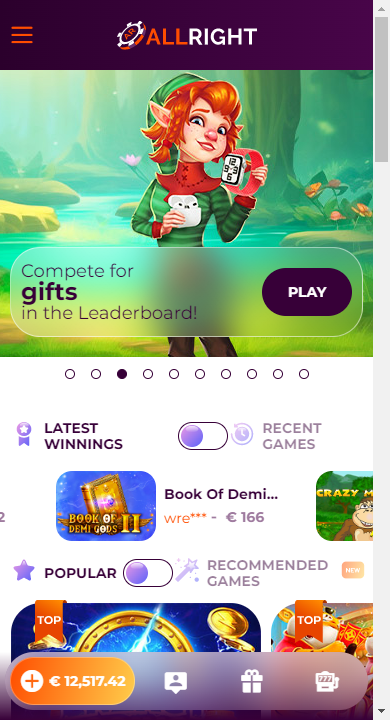 ALLRIGHT
Compete for
gifts
in the Leaderboard!
PLAY
LATEST
WINNINGS
RECENT
GAMES
2
BOOK OF
DEMI GODS
II
Book Of Demi...
wre*** - € 166
CRAZY M
POPULAR
RECOMMENDED
GAMES
NEW
TOP
TOP
€ 12,517.42
777